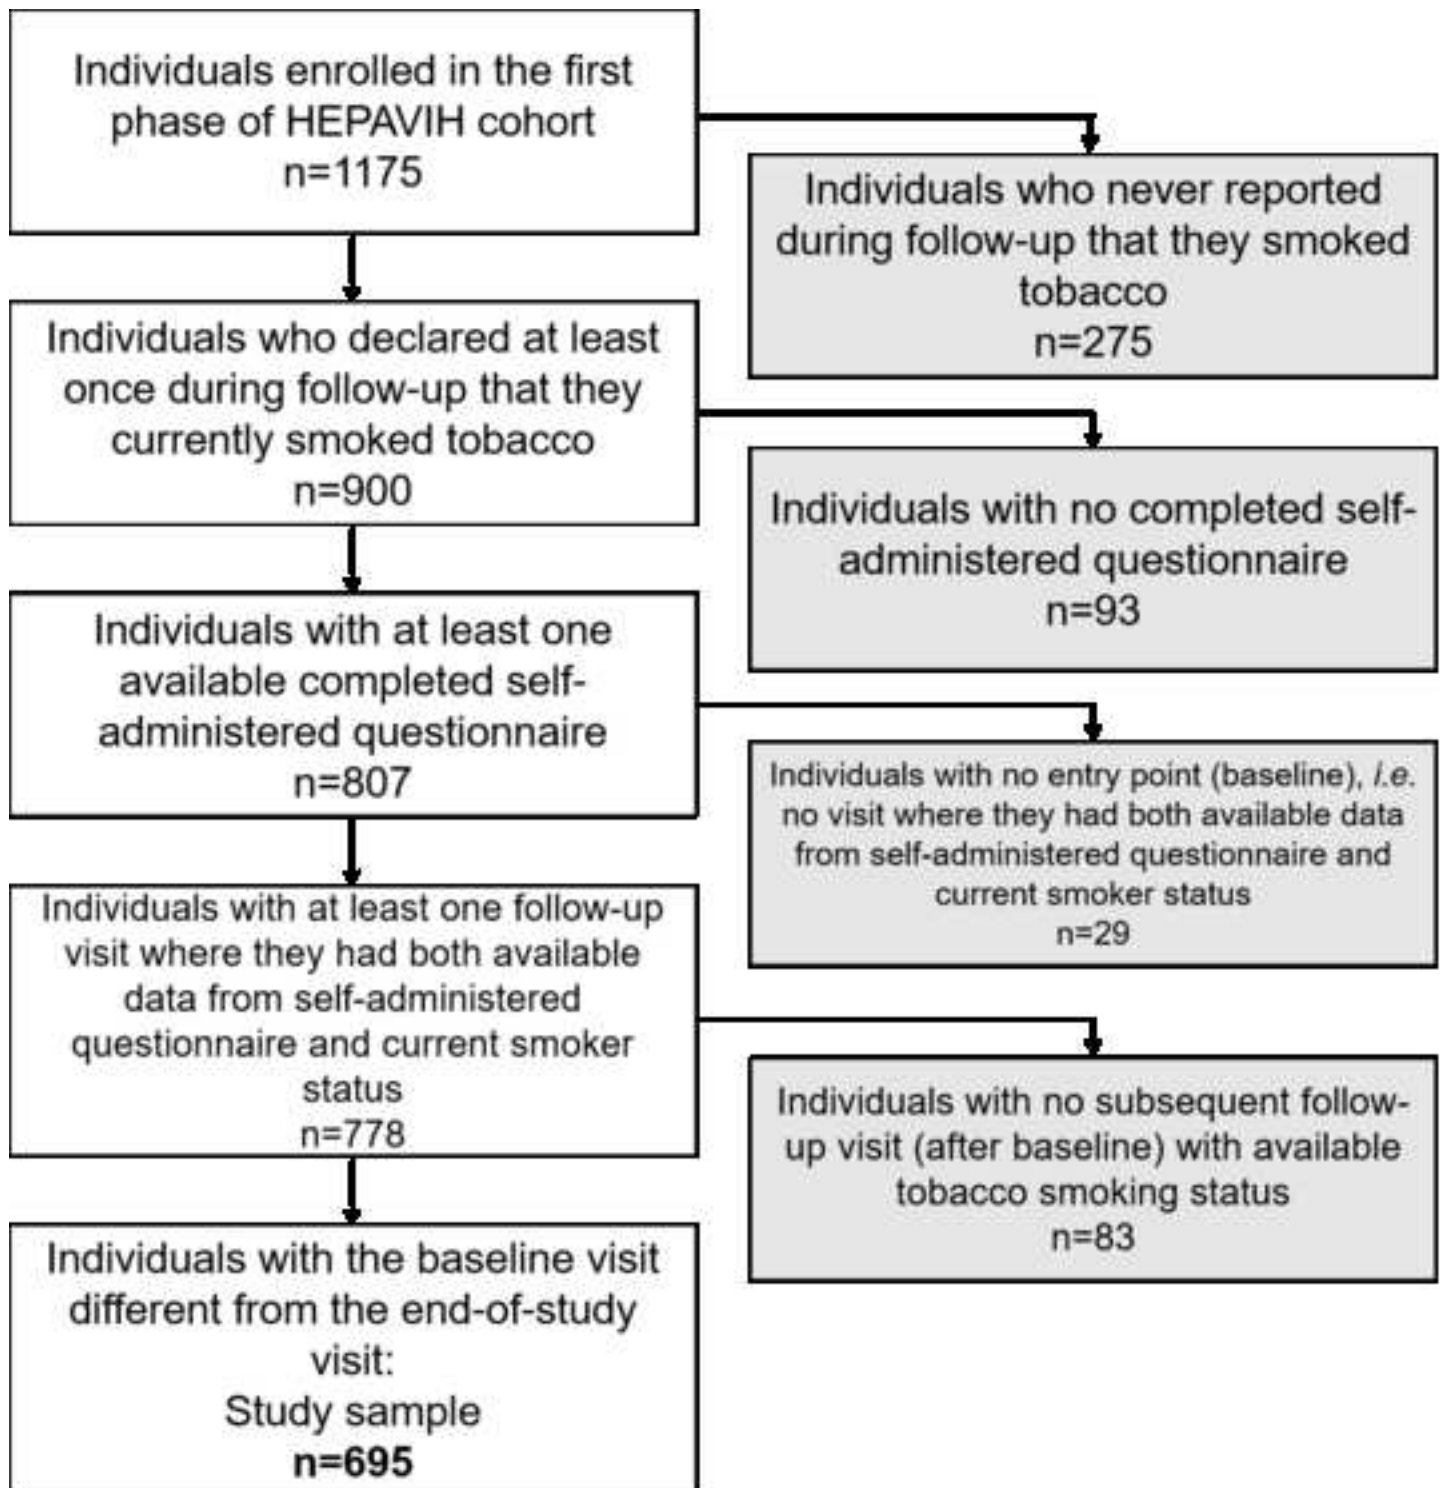 Individuals enrolled in the first
phase of HEPAVIH cohort
n=1175
Individuals who never reported
during follow-up that they smoked
tobacco
n=275
Individuals who declared at least
once during follow-up that they
currently smoked tobacco
n=900
Individuals with no completed self-
administered questionnaire
n=93
Individuals with at least one
available completed self-
administered questionnaire
n=807
Individuals with no entry point (baseline), i.e.
no visit where they had both available data
from self-administered questionnaire and
current smoker status
n=29
Individuals with at least one follow-up
visit where they had both available
data from self-administered
questionnaire and current smoker
status
n=778
Individuals with no subsequent follow-
up visit (after baseline) with available
tobacco smoking status
n=83
Individuals with the baseline visit
different from the end-of-study
visit:
Study sample
n=695